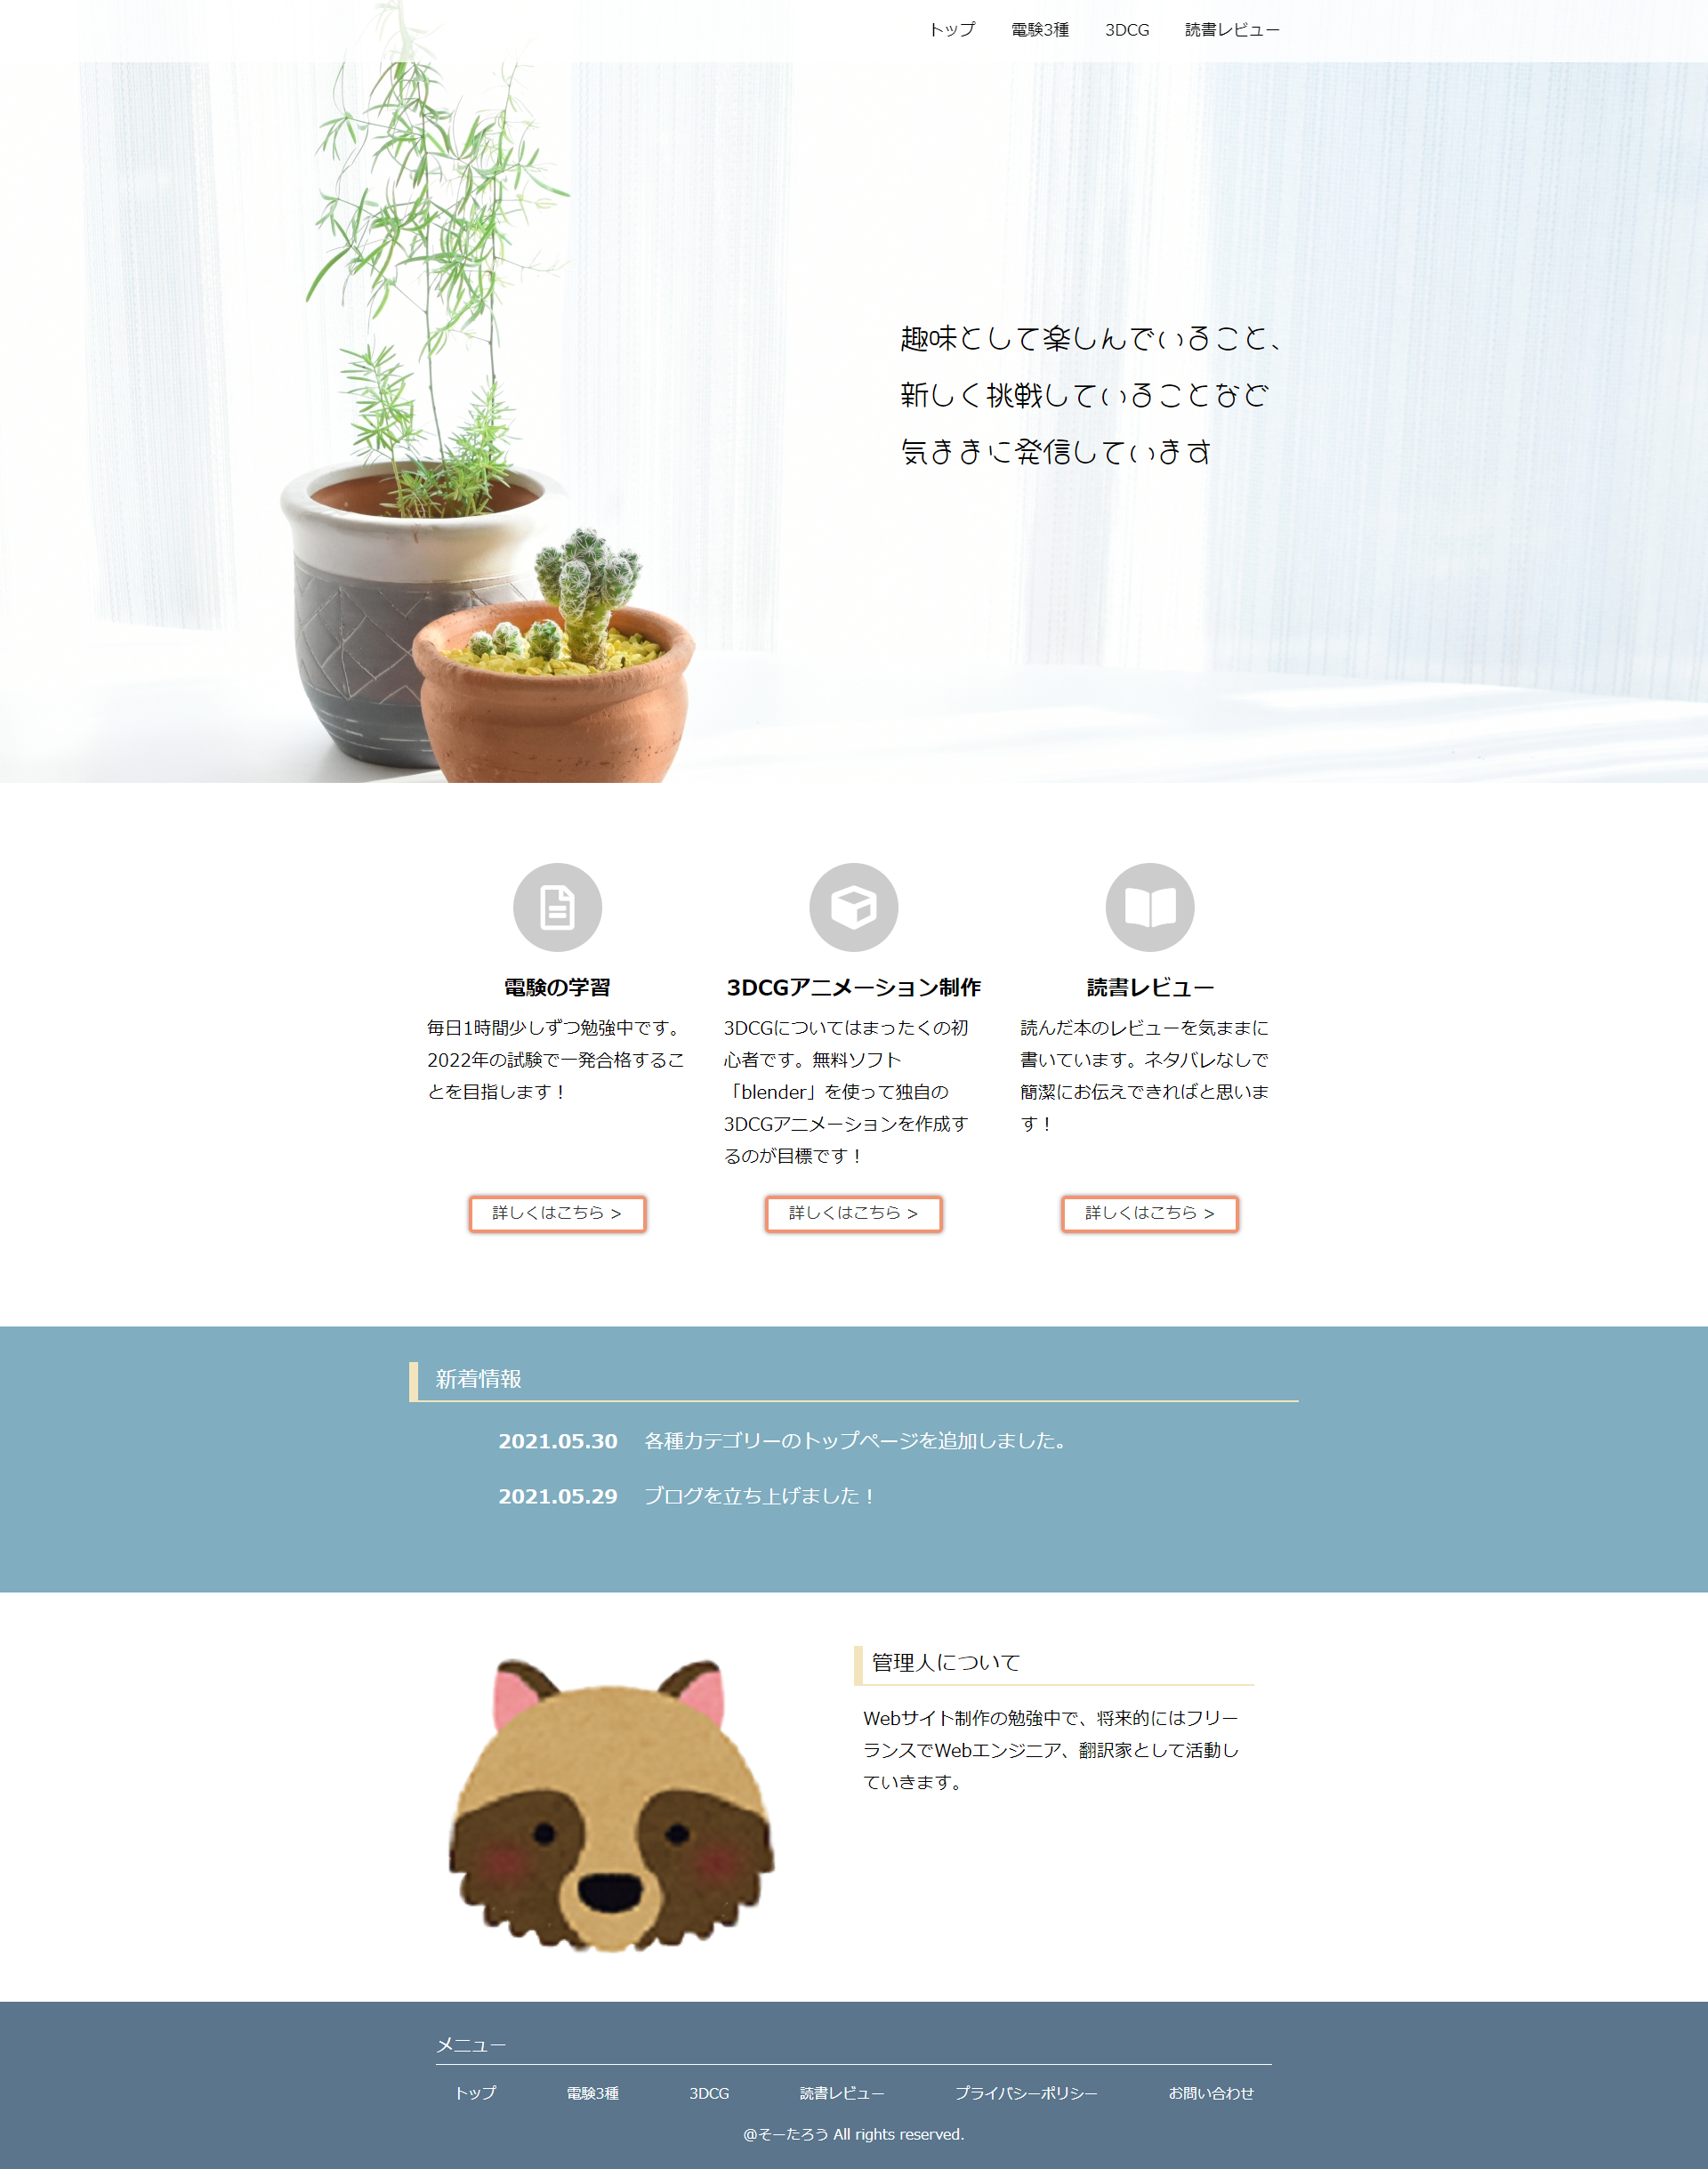 トップ 電験3種 3DCG 読書レビュー
趣味として楽しんでいること、
新しく挑戦していることなど
気ままに発信しています
電験の学習
毎日1時間少しずつ勉強中です。
2022年の試験で一発合格するこ
とを目指します！
詳しくはこちら ＞
3DCGアニメーション制作
3DCGについてはまったくの初
心者です。無料ソフト
「blender」を使って独自の
3DCGアニメーションを作成す
るのが目標です！
詳しくはこちら ＞
読書レビュー
読んだ本のレビューを気ままに
書いています。ネタバレなしで
簡潔にお伝えできればと思いま
す！
詳しくはこちら ＞
新着情報
2021.05.30 各種カテゴリーのトップページを追加しました。
2021.05.29 ブログを立ち上げました！
管理人について
Webサイト制作の勉強中で、将来的にはフリー
ランスでWebエンジニア、翻訳家として活動し
ていきます。
メニュー
トップ 電験3種 3DCG 読書レビュー プライバシーポリシー お問い合わせ
@そーたろう All rights reserved.